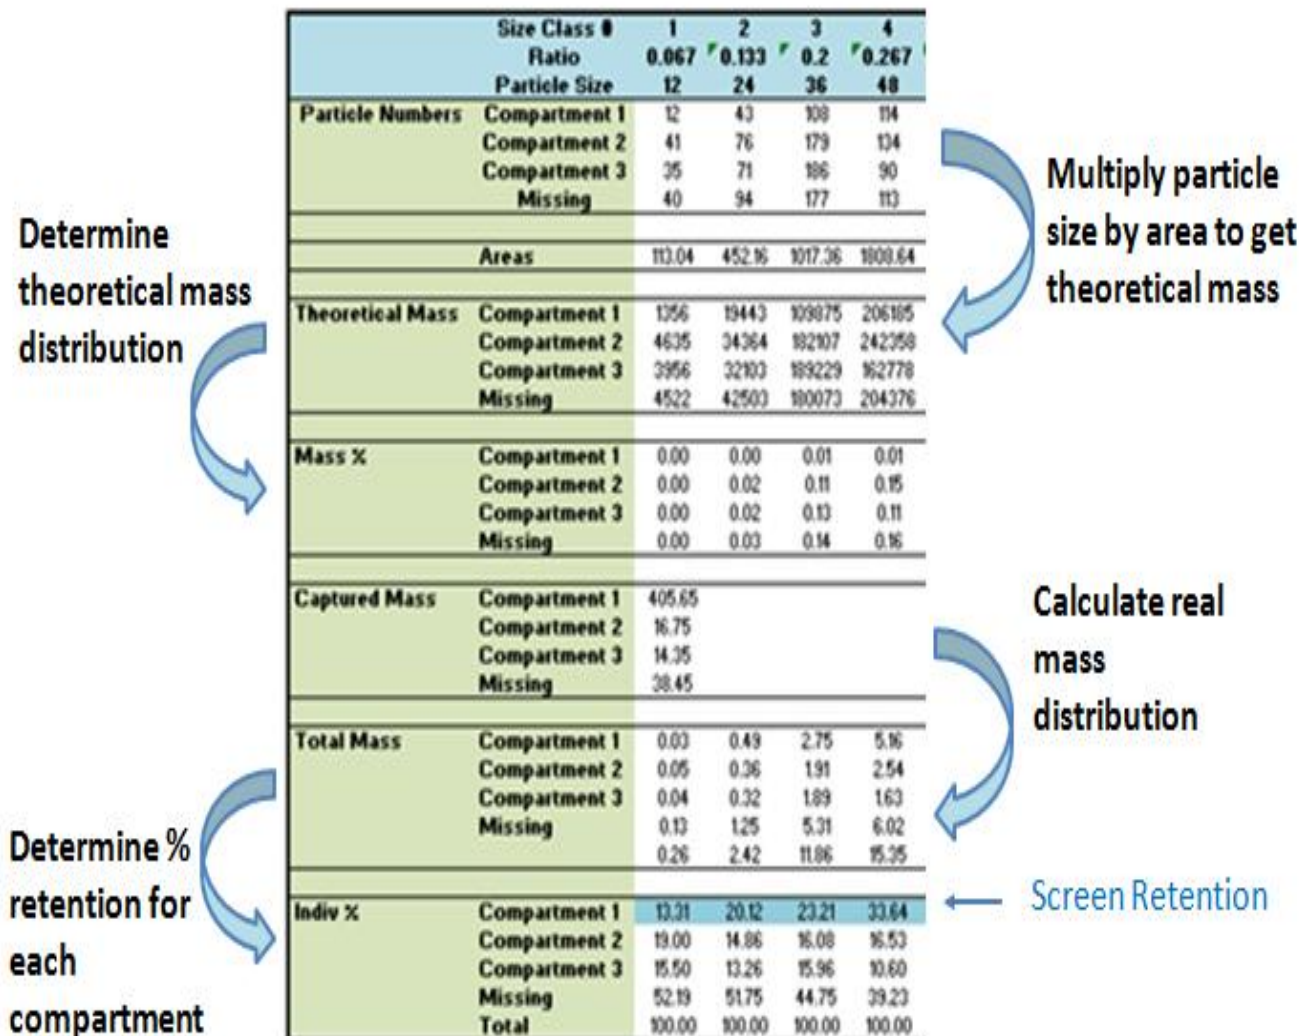 Size Class # 1 2 3 4
Ratio 0.067 0.133 0.2 0.267
Particle Size 12 24 36 48
Particle Numbers Compartment 1 12 43 108 114
Compartment 2 41 76 179 134
Compartment 3 35 71 186 90
Missing 40 94 177 113
Areas 113.04 452.16 1017.36 1808.64
Theoretical Mass Compartment 1 1356 19443 109875 206185
Compartment 2 4635 34364 182107 242358
Compartment 3 3956 32103 189229 162778
Missing 4522 42503 180073 204376
Mass % Compartment 1 0.00 0.00 0.01 0.01
Compartment 2 0.00 0.02 0.11 0.15
Compartment 3 0.00 0.02 0.13 0.11
Missing 0.00 0.03 0.14 0.16
Captured Mass Compartment 1 405.65
Compartment 2 16.75
Compartment 3 14.35
Missing 38.45
Total Mass Compartment 1 0.03 0.49 2.75 5.16
Compartment 2 0.05 0.36 1.91 2.54
Compartment 3 0.04 0.32 1.89 1.63
Missing 0.13 1.25 5.31 6.02
0.26 2.42 11.86 15.35
Indiv % Compartment 1 13.31 20.12 23.21 33.64
Compartment 2 19.00 14.86 16.08 16.53
Compartment 3 15.50 13.26 15.96 10.60
Missing 52.19 51.75 44.75 39.23
Total 100.00 100.00 100.00 100.00
Determine
theoretical mass
distribution
Determine %
retention for
each
compartment
Multiply particle
size by area to get
theoretical mass
Calculate real
mass
distribution
Screen Retention